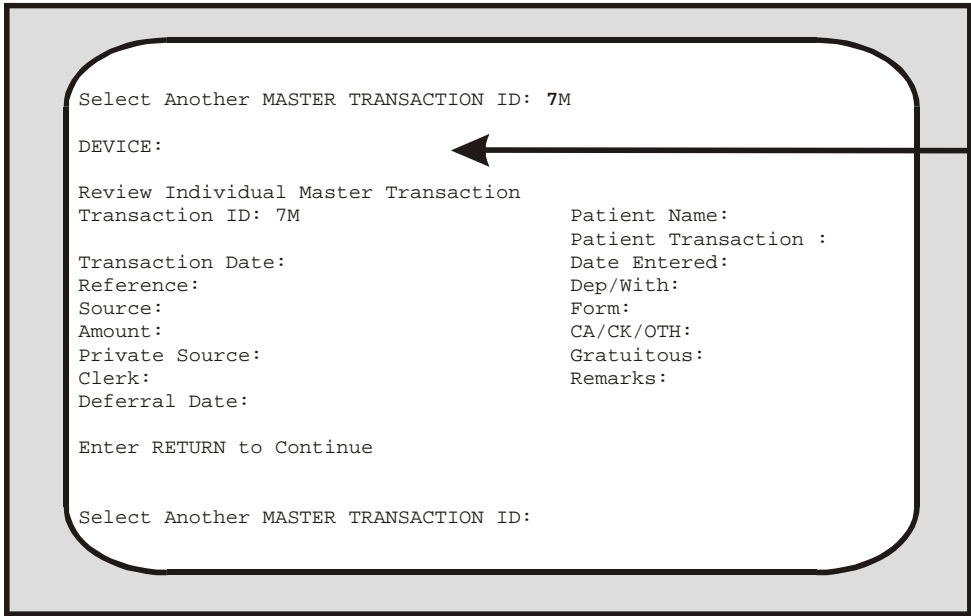 Select Another MASTER TRANSACTION ID: 7M
DEVICE:
Review Individual Master Transaction
Transaction ID: 7M Patient Name:
Patient Transaction :
Transaction Date: Date Entered:
Reference: Dep/With:
Source: Form:
Amount: CA/CK/OTH:
Private Source: Gratuitous:
Clerk: Remarks:
Deferral Date:
Enter RETURN to Continue
Select Another MASTER TRANSACTION ID: